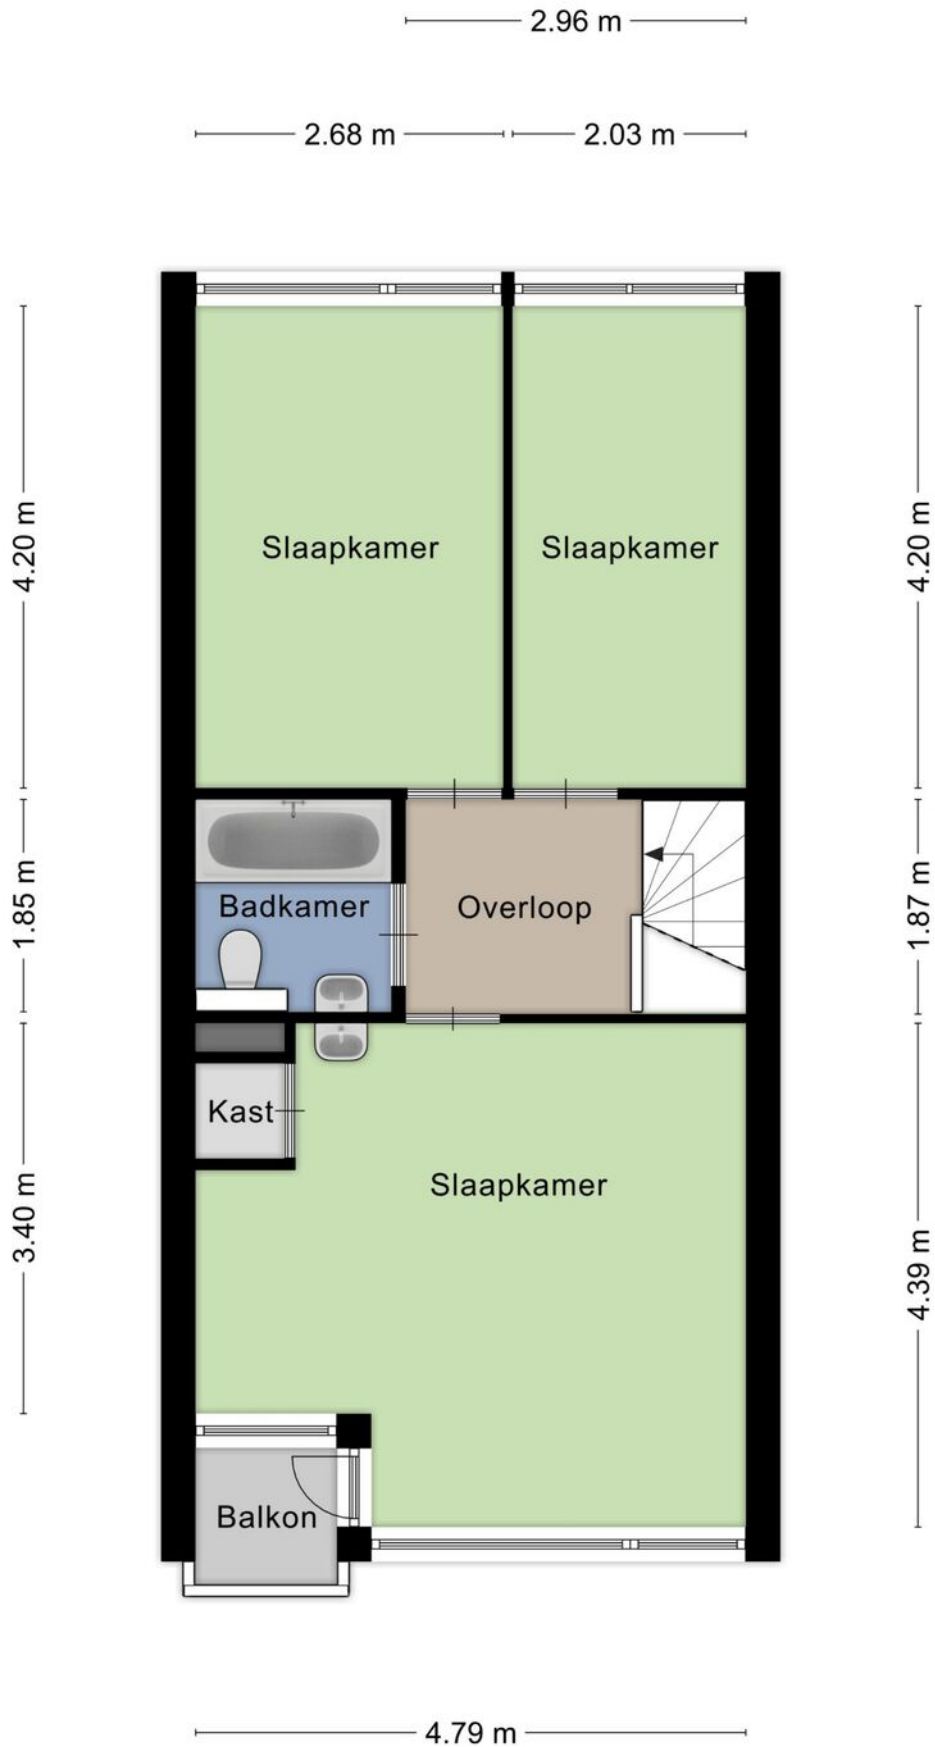 2.96 m
2.68 m
2.03 m
4.20 m
Slaapkamer
Slaapkamer
4.20 m
1.85 m
Badkamer
Overloop
1.87 m
Kast
Slaapkamer
3.40 m
4.39 m
Balkon
4.79 m